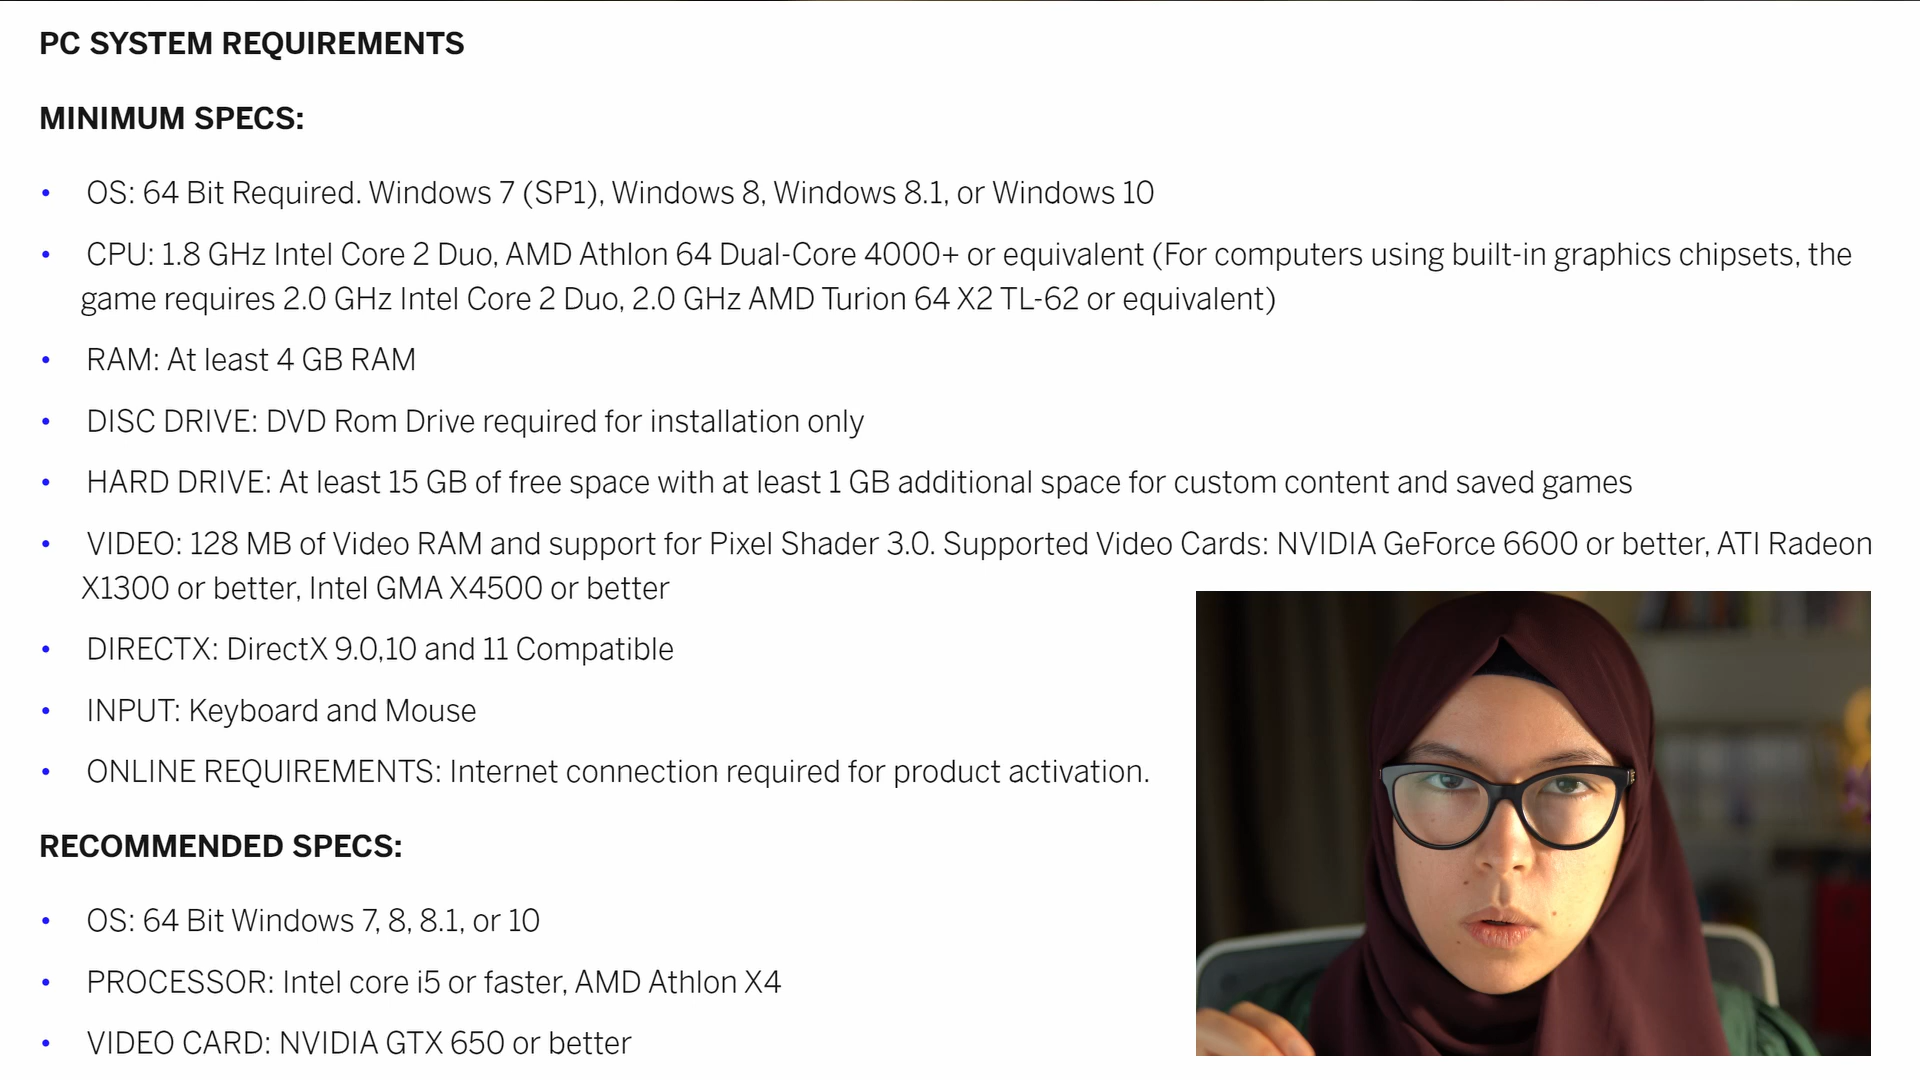 PC SYSTEM REQUIREMENTS
MINIMUM SPECS:
• OS: 64 Bit Required. Windows 7 (SP1), Windows 8, Windows 8.1, or Windows 10
• CPU: 1.8 GHz Intel Core 2 Duo, AMD Athlon 64 Dual-Core 4000+ or equivalent (For computers using built-in graphics chipsets, the
game requires 2.0 GHz Intel Core 2 Duo, 2.0 GHz AMD Turion 64 X2 TL-62 or equivalent)
• RAM: At least 4 GB RAM
• DISC DRIVE: DVD Rom Drive required for installation only
• HARD DRIVE: At least 15 GB of free space with at least 1 GB additional space for custom content and saved games
• VIDEO: 128 MB of Video RAM and support for Pixel Shader 3.0. Supported Video Cards: NVIDIA GeForce 6600 or better, ATI Radeon
X1300 or better, Intel GMA X4500 or better
• DIRECTX: DirectX 9.0,10 and 11 Compatible
• INPUT: Keyboard and Mouse
• ONLINE REQUIREMENTS: Internet connection required for product activation.
RECOMMENDED SPECS:
• OS: 64 Bit Windows 7, 8, 8.1, or 10
• PROCESSOR: Intel core i5 or faster, AMD Athlon X4
• VIDEO CARD: NVIDIA GTX 650 or better